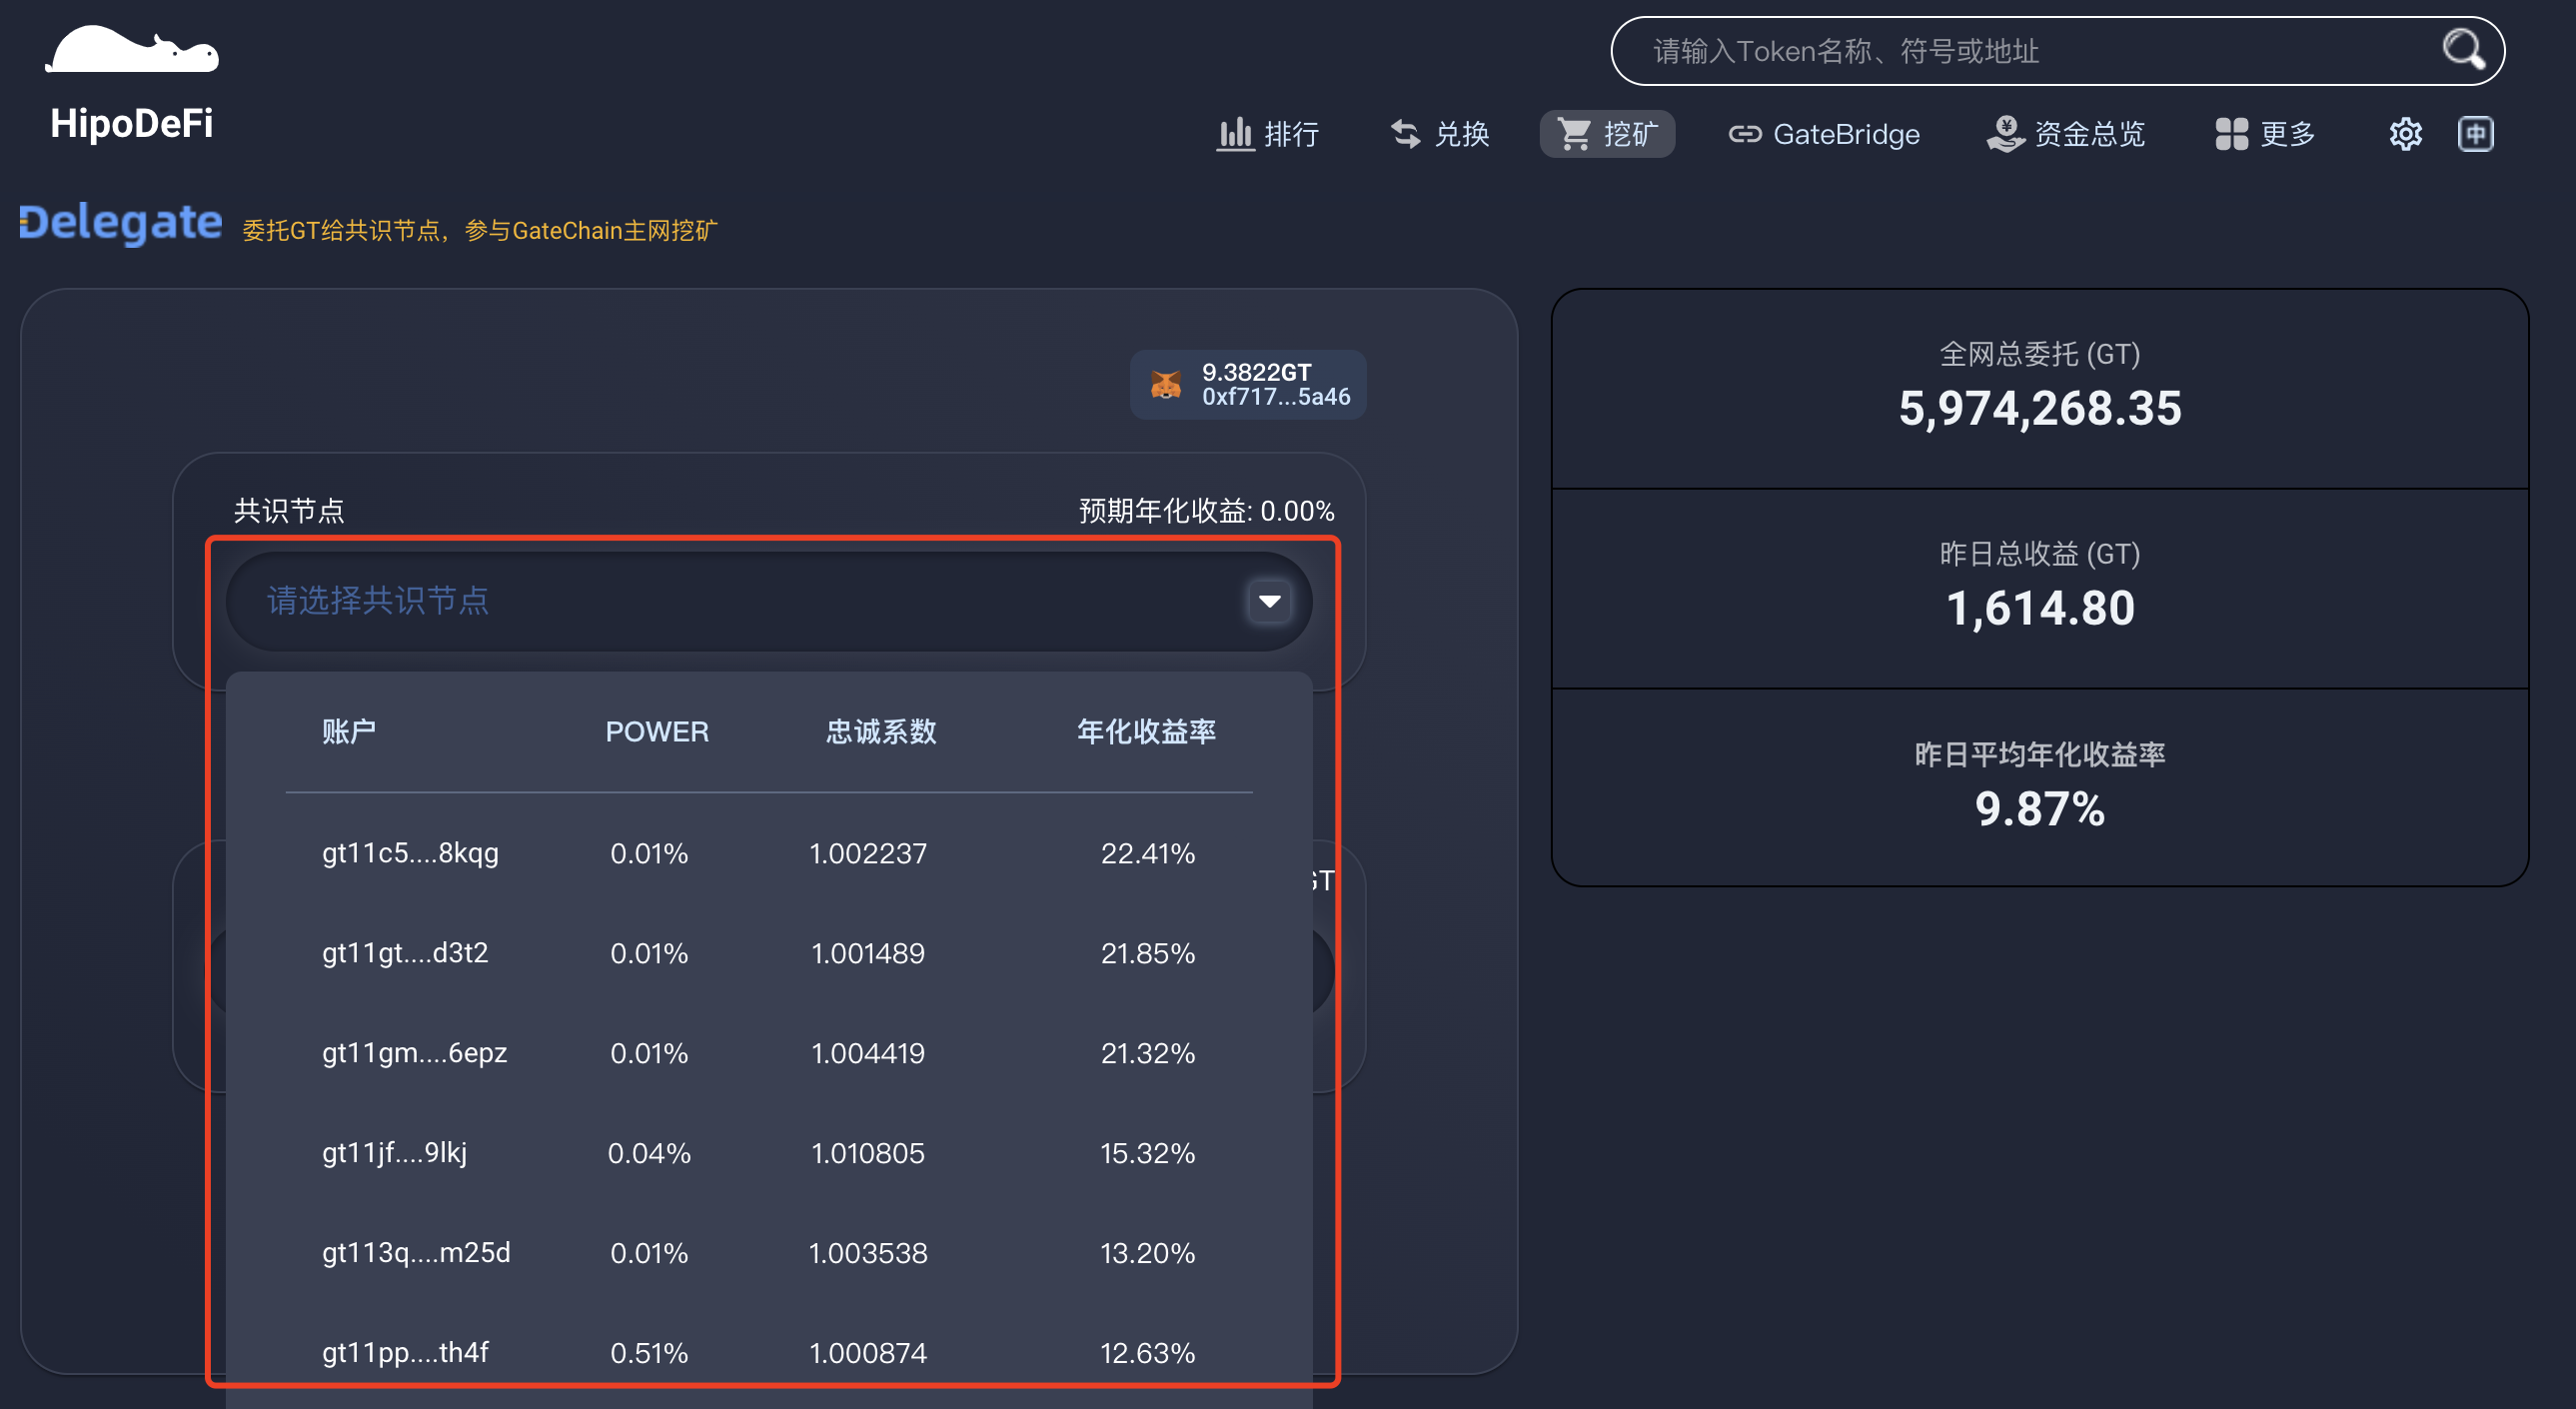 请输入Token名称、符号或地址
HipoDeFi
排行 兑换 挖矿 GateBridge 资金总览 更多 中
Delegate 委托GT给共识节点，参与GateChain主网挖矿
9.3822GT
0xf717...5a46
共识节点 预期年化收益: 0.00%
请选择共识节点
账户 POWER 忠诚系数 年化收益率
gt11c5....8kqg 0.01% 1.002237 22.41%
gt11gt....d3t2 0.01% 1.001489 21.85%
gt11gm....6epz 0.01% 1.004419 21.32%
gt11jf....9lkj 0.04% 1.010805 15.32%
gt113q....m25d 0.01% 1.003538 13.20%
gt11pp....th4f 0.51% 1.000874 12.63%
GT
全网总委托 (GT)
5,974,268.35
昨日总收益 (GT)
1,614.80
昨日平均年化收益率
9.87%